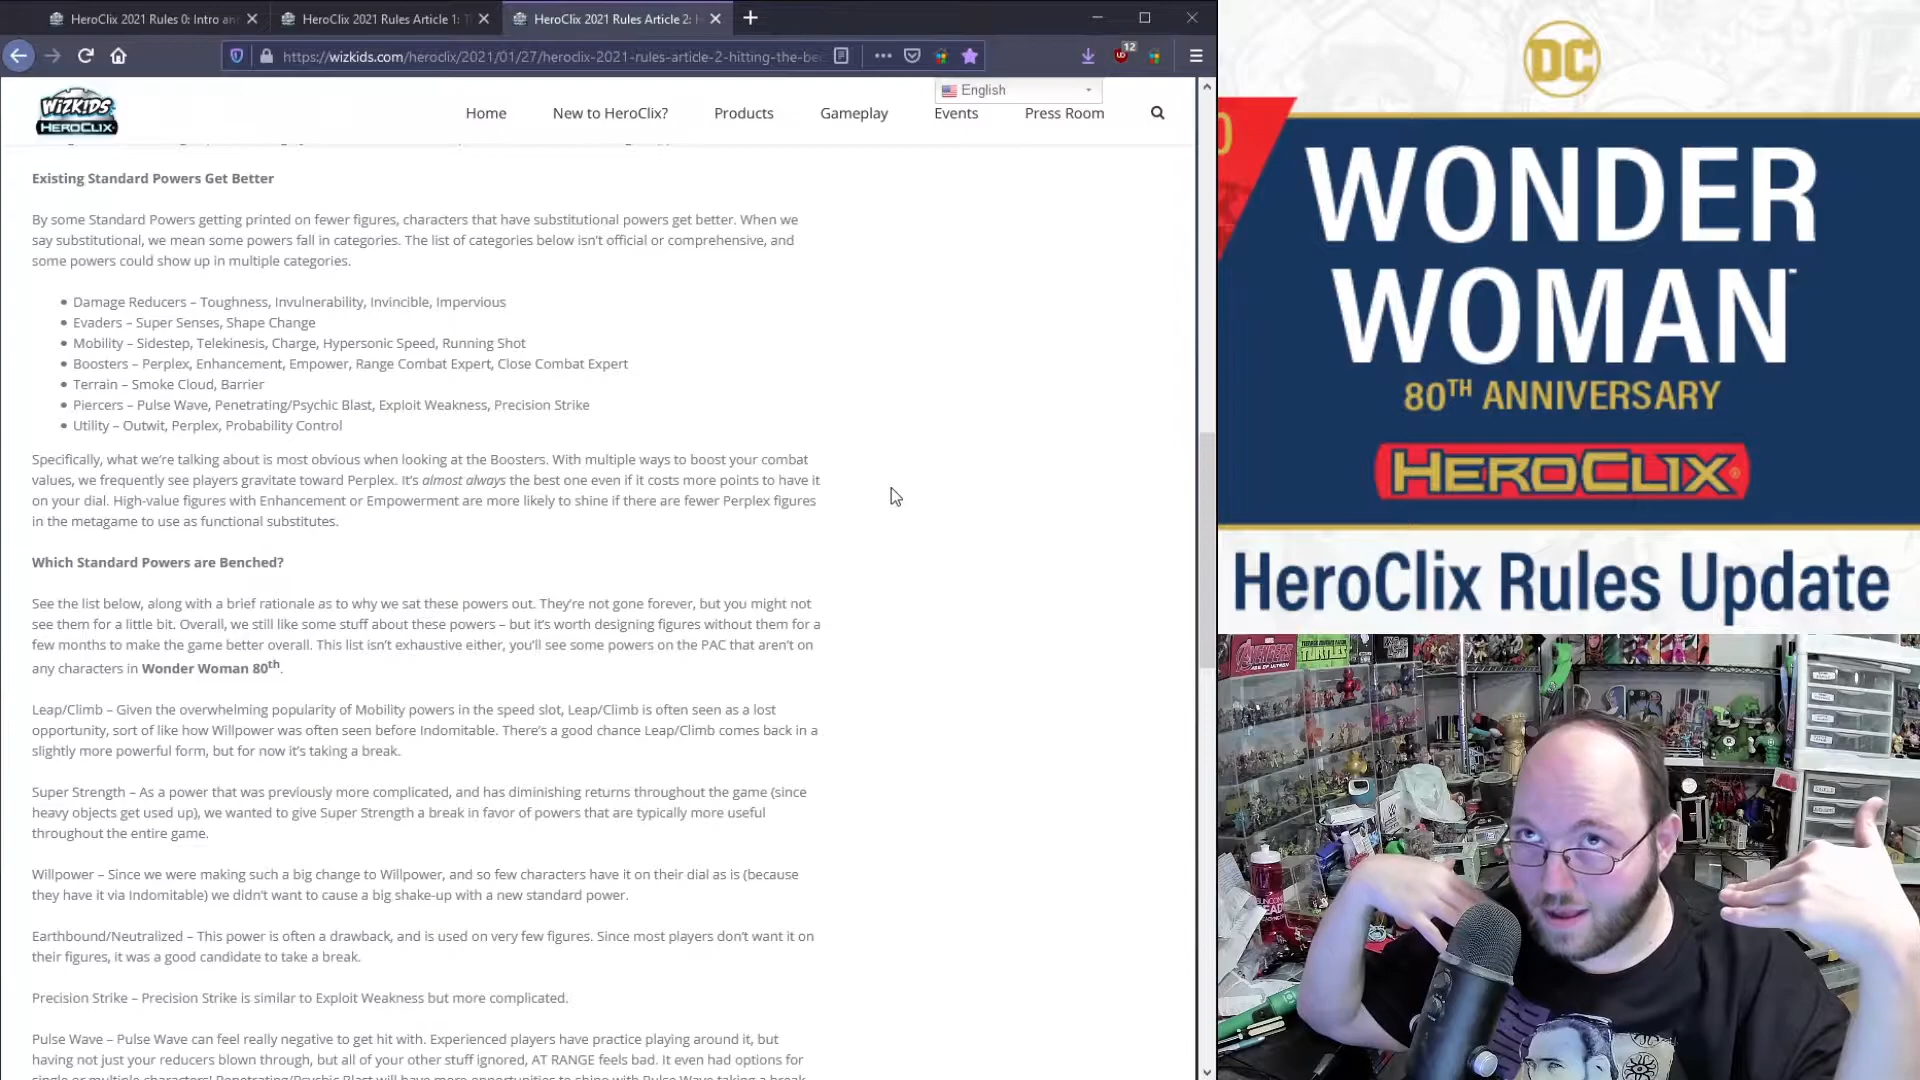 HeroClix 2021 Rules 0: Intro an
HeroClix 2021 Rules Article 1: T
HeroClix 2021 Rules Article 2: H
https://wizkids.com/heroclix/2021/01/27/heroclix-2021-rules-article-2-hitting-the-be
12
WIZKIDS
HEROCLIX
Home
New to HeroClix?
Products
Gameplay
Events
Press Room
English
Existing Standard Powers Get Better
By some Standard Powers getting printed on fewer figures, characters that have substitutional powers get better. When we
say substitutional, we mean some powers fall in categories. The list of categories below isn't official or comprehensive, and
some powers could show up in multiple categories.
• Damage Reducers – Toughness, Invulnerability, Invincible, Impervious
• Evaders – Super Senses, Shape Change
• Mobility – Sidestep, Telekinesis, Charge, Hypersonic Speed, Running Shot
• Boosters – Perplex, Enhancement, Empower, Range Combat Expert, Close Combat Expert
• Terrain – Smoke Cloud, Barrier
• Piercers – Pulse Wave, Penetrating/Psychic Blast, Exploit Weakness, Precision Strike
• Utility – Outwit, Perplex, Probability Control
Specifically, what we're talking about is most obvious when looking at the Boosters. With multiple ways to boost your combat
values, we frequently see players gravitate toward Perplex. It's almost always the best one even if it costs more points to have it
on your dial. High-value figures with Enhancement or Empowerment are more likely to shine if there are fewer Perplex figures
in the metagame to use as functional substitutes.
Which Standard Powers are Benched?
See the list below, along with a brief rationale as to why we sat these powers out. They're not gone forever, but you might not
see them for a little bit. Overall, we still like some stuff about these powers – but it's worth designing figures without them for a
few months to make the game better overall. This list isn't exhaustive either, you'll see some powers on the PAC that aren't on
any characters in Wonder Woman 80th.
Leap/Climb – Given the overwhelming popularity of Mobility powers in the speed slot, Leap/Climb is often seen as a lost
opportunity, sort of like how Willpower was often seen before Indomitable. There's a good chance Leap/Climb comes back in a
slightly more powerful form, but for now it's taking a break.
Super Strength – As a power that was previously more complicated, and has diminishing returns throughout the game (since
heavy objects get used up), we wanted to give Super Strength a break in favor of powers that are typically more useful
throughout the entire game.
Willpower – Since we were making such a big change to Willpower, and so few characters have it on their dial as is (because
they have it via Indomitable) we didn't want to cause a big shake-up with a new standard power.
Earthbound/Neutralized – This power is often a drawback, and is used on very few figures. Since most players don't want it on
their figures, it was a good candidate to take a break.
Precision Strike – Precision Strike is similar to Exploit Weakness but more complicated.
Pulse Wave – Pulse Wave can feel really negative to get hit with. Experienced players have practice playing around it, but
having not just your reducers blown through, but all of your other stuff ignored, AT RANGE feels bad. It even had options for
single or multiple characters! Penetrating/Psychic Blast will have more opportunities to shine with Pulse Wave taking a break.
DC
WONDER
WOMAN
80TH ANNIVERSARY
HEROCLIX
HeroClix Rules Update
AVENGERS
TURTLES